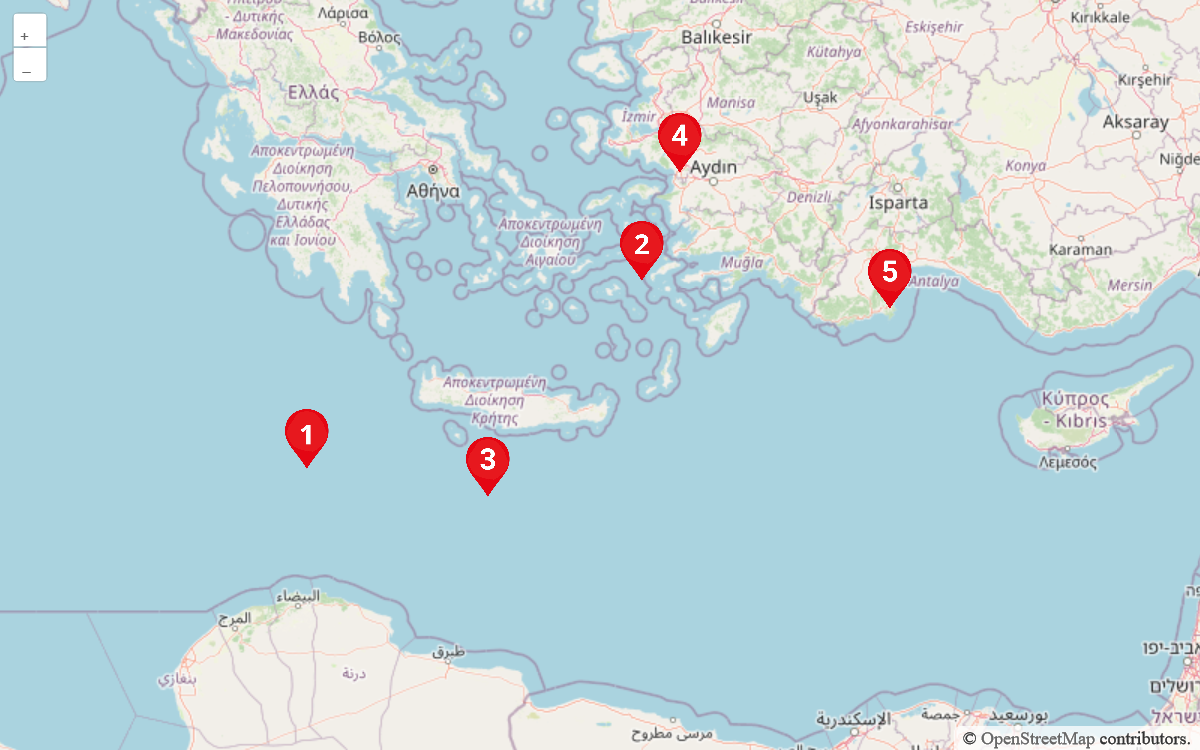 +
–
Ηπείρου
- Δυτικής
Μακεδονίας
Λάρισα
Βόλος
Balıkesir
Balıkesir
Eskişehir
Kırıkkale
Kütahya
Kırşehir
Ελλάς
Manisa
Uşak
İzmir
Afyonkarahisar
Aksaray
4
Αποκεντρωμένη
Διοίκηση
Πελοποννήσου,
Δυτικής
Ελλάδας
και Ιονίου
Αθήνα
Aydın
Konya
Niğde
Denizli
Isparta
Αποκεντρωμένη
Διοίκηση
Αιγαίου
2
Muğla
Karaman
5
Antalya
Mersin
Αποκεντρωμένη
Διοίκηση
Κρήτης
Κύπρος
- Kıbrıs
Λεμεσός
1
3
البيضاء
المرج
طبرق
درنة
بنغازي
יפו-אביב
ירושלים
ישראל
الإسكندرية
جمصة
بورسعيد
مرسى مطروح
© OpenStreetMap contributors.